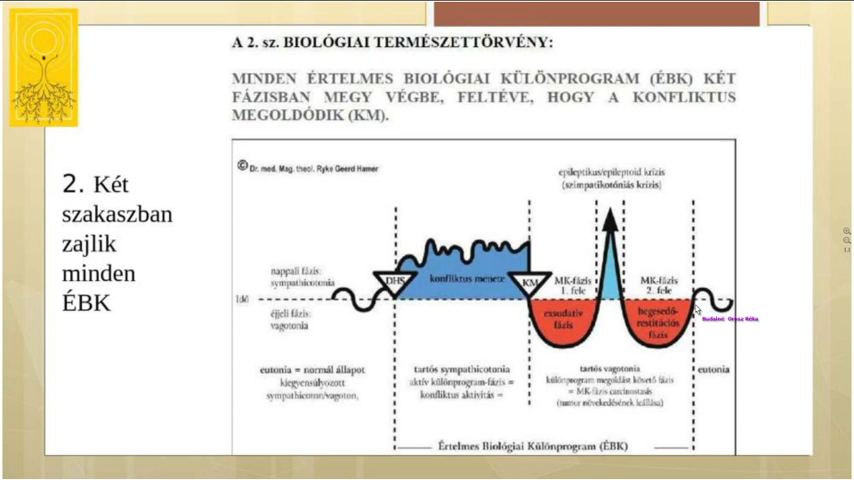 A 2. sz. BIOLÓGIAI TERMÉSZETTÖRVÉNY:
MINDEN ÉRTELMES BIOLÓGIAI KÜLÖNPROGRAM (ÉBK) KÉT
FÁZISBAN MEGY VÉGBE, FELTÉVE, HOGY A KONFLIKTUS
MEGOLDÓDIK (KM).
2. Két
szakaszban
zajlik
minden
ÉBK
© Dr. med. Mag. theol. Ryke Geerd Hamer
epileptikus/epileptoid krízis
(szimpatikotóniás krízis)
nappali fázis:
sympathicotonia
DHS
konfliktus menete
KM
MK-fázis
1. fele
MK-fázis
2. fele
Idő
éjjeli fázis:
vagotonia
exsudatív
fázis
hegesedő-
restitúciós
fázis
eutonia = normál állapot
kiegyensúlyozott
sympathicoton/vagoton,
tartós sympathicotonia
aktív különprogram-fázis =
konfliktus aktivitás =
tartós vagotonia
különprogram megoldást követő fázis
= MK-fázis carcinostasis
(tumor növekedésének leállása)
eutonia
Értelmes Biológiai Különprogram (ÉBK)